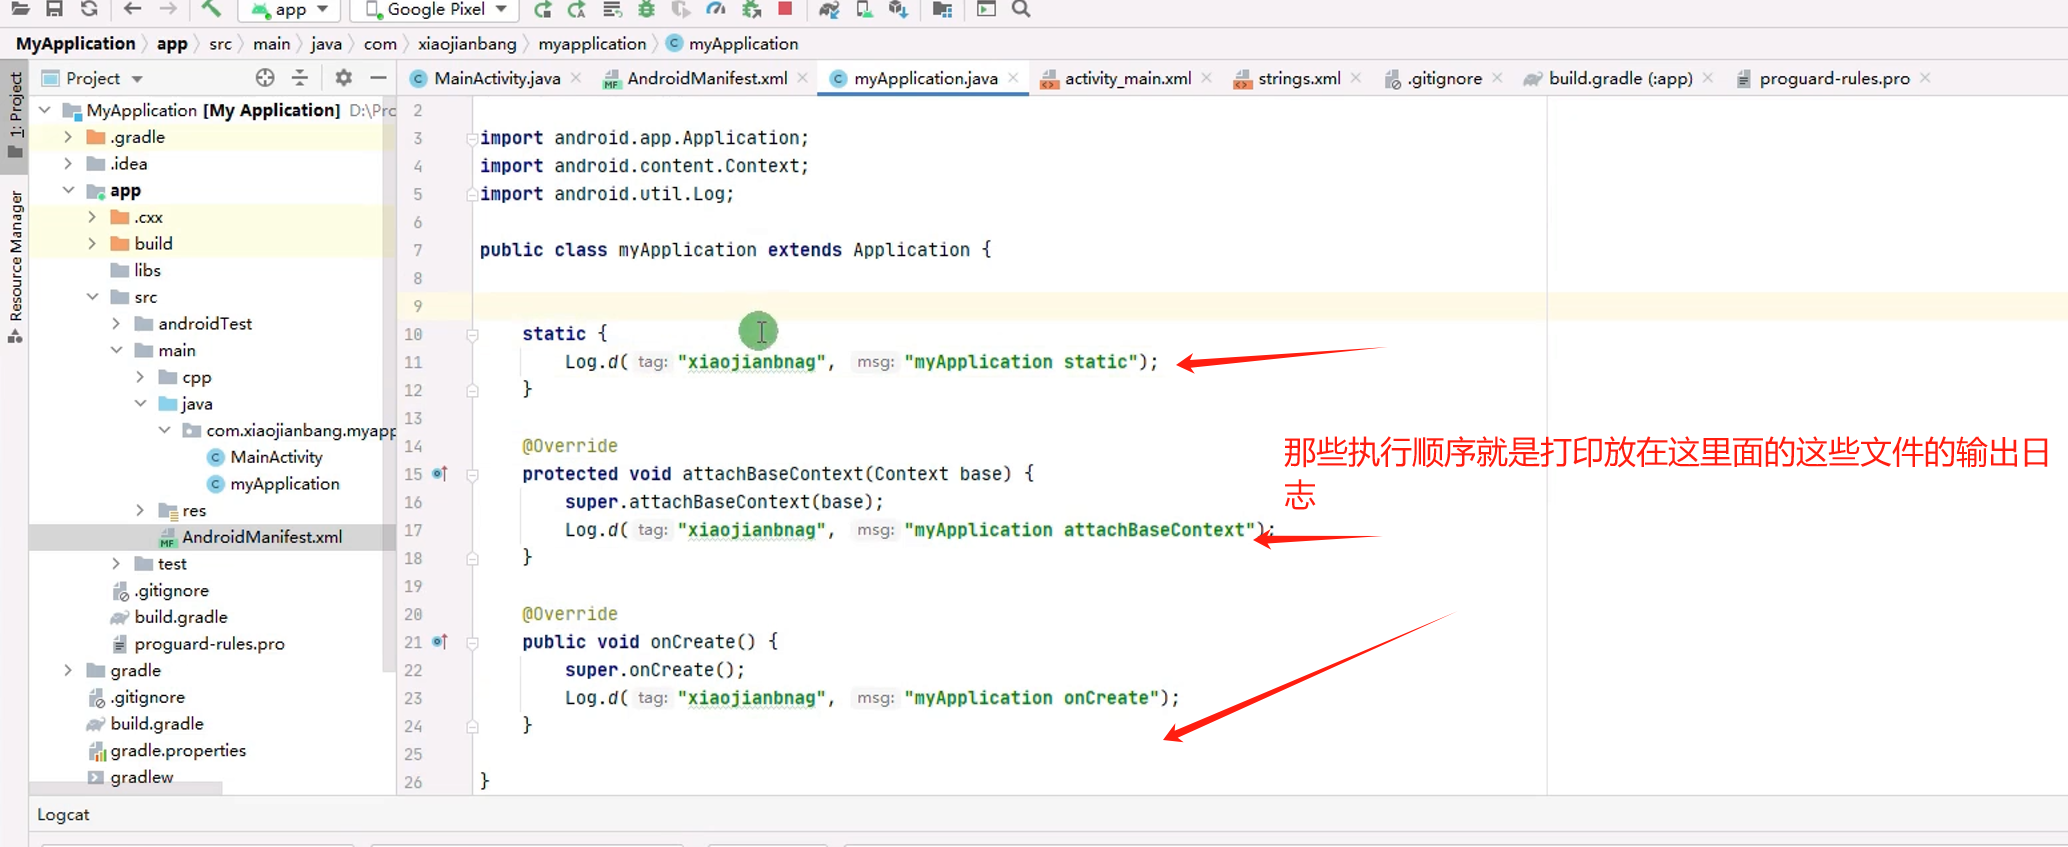 app
Google Pixel
MyApplication app src main java com xiaojianbang myapplication myApplication
1: Project
Resource Manager
Project
MainActivity.java AndroidManifest.xml myApplication.java activity_main.xml strings.xml .gitignore build.gradle (:app) proguard-rules.pro
MyApplication [My Application] D:\Prc
.gradle
.idea
app
.cxx
build
libs
src
androidTest
main
cpp
java
com.xiaojianbang.myapp
MainActivity
myApplication
res
AndroidManifest.xml
test
.gitignore
build.gradle
proguard-rules.pro
gradle
.gitignore
build.gradle
gradle.properties
gradlew
2
3 import android.app.Application;
4 import android.content.Context;
5 import android.util.Log;
6
7 public class myApplication extends Application {
8
9
10 static {
11 Log.d( tag: "xiaojianbnag", msg: "myApplication static");
12 }
13
14 @Override
15 protected void attachBaseContext(Context base) {
16 super.attachBaseContext(base);
17 Log.d( tag: "xiaojianbnag", msg: "myApplication attachBaseContext");
18 }
19
20 @Override
21 public void onCreate() {
22 super.onCreate();
23 Log.d( tag: "xiaojianbnag", msg: "myApplication onCreate");
24 }
25
26 }
那些执行顺序就是打印放在这里面的这些文件的输出日
志
Logcat